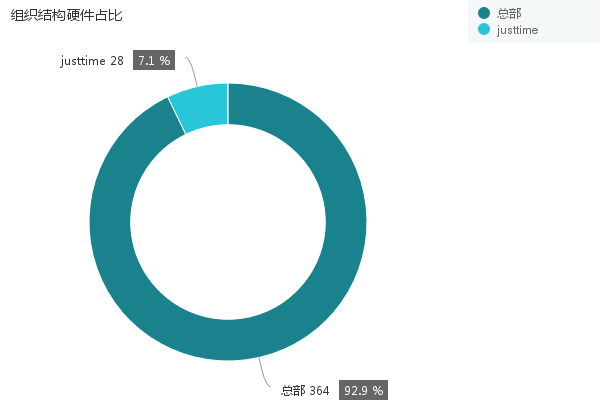 组织结构硬件占比
总部
justtime
justtime 28 7.1 %
总部 364 92.9 %